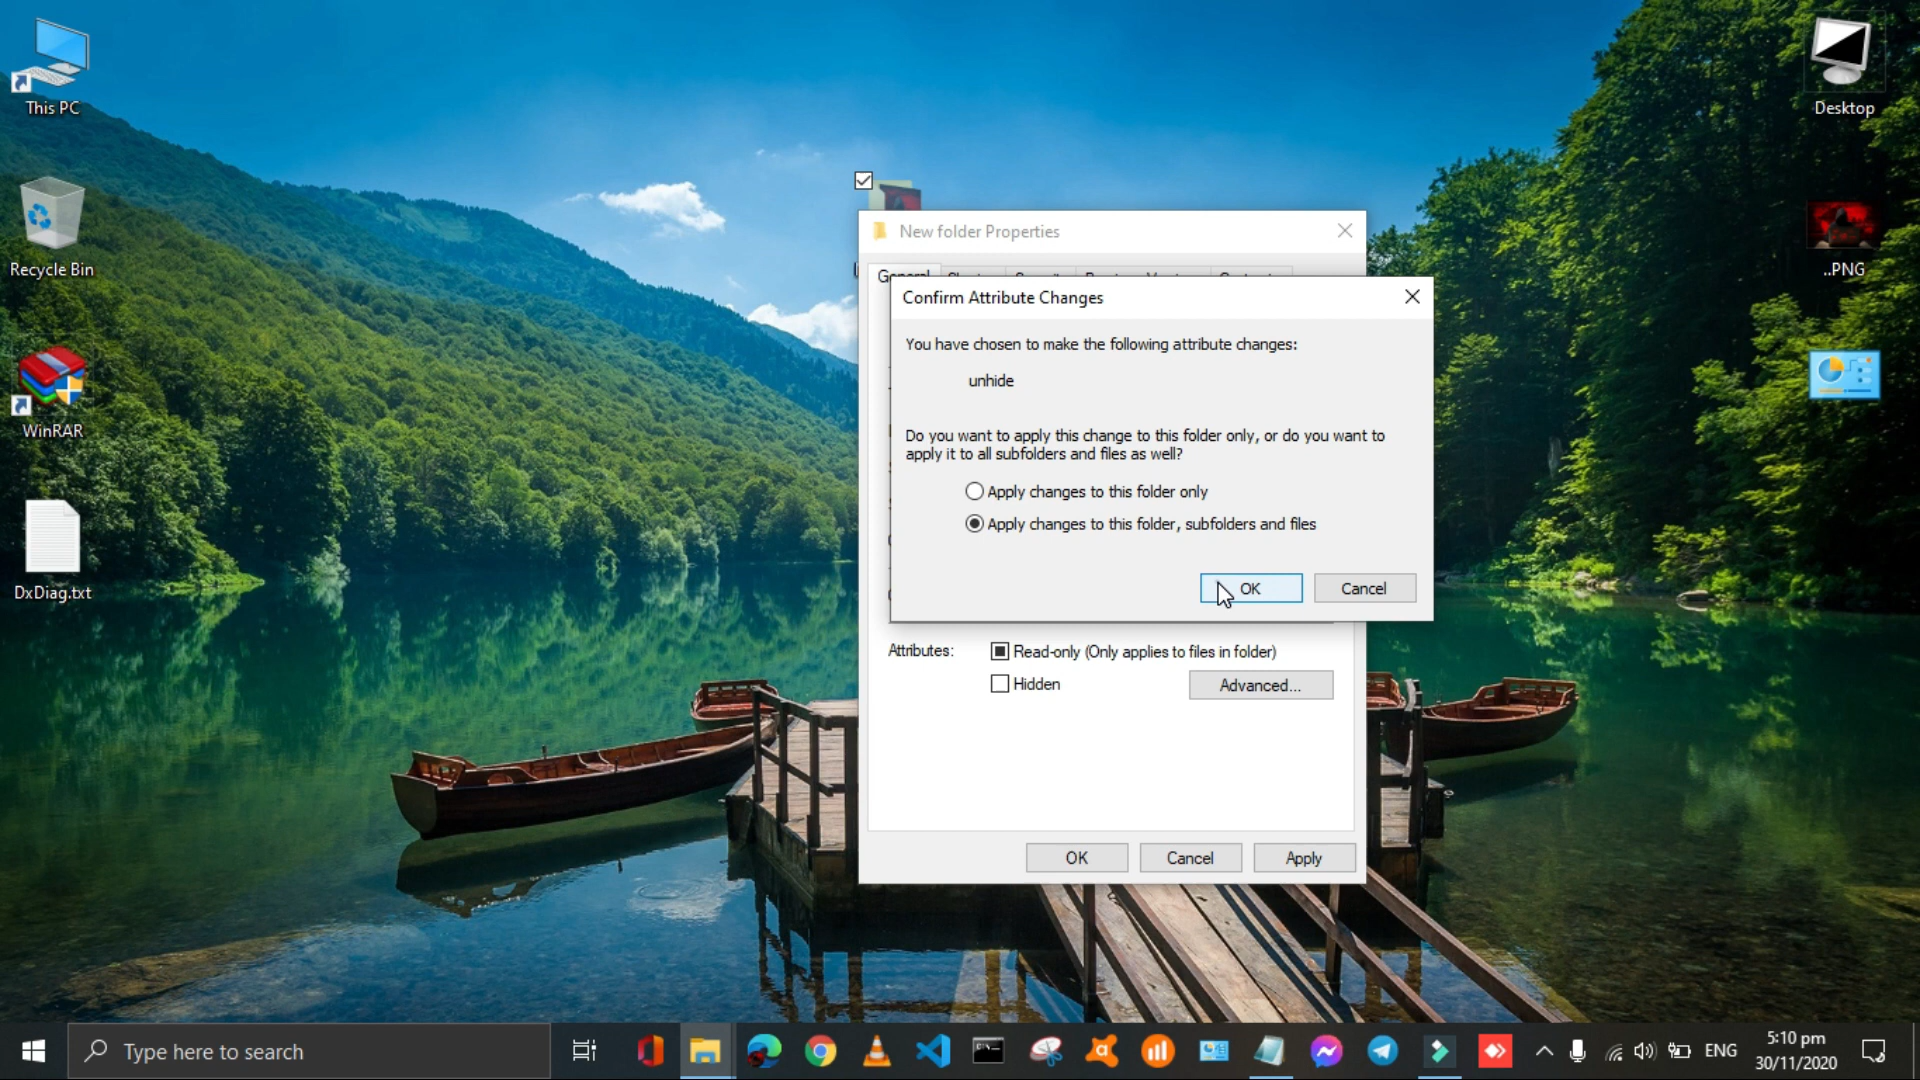 This PC
Recycle Bin
WinRAR
DxDiag.txt
Desktop
..PNG
New folder Properties
General
Confirm Attribute Changes
You have chosen to make the following attribute changes:
unhide
Do you want to apply this change to this folder only, or do you want to
apply it to all subfolders and files as well?
Apply changes to this folder only
Apply changes to this folder, subfolders and files
OK
Cancel
Attributes:
Read-only (Only applies to files in folder)
Hidden
Advanced...
OK
Cancel
Apply
Type here to search
ENG
5:10 pm
30/11/2020